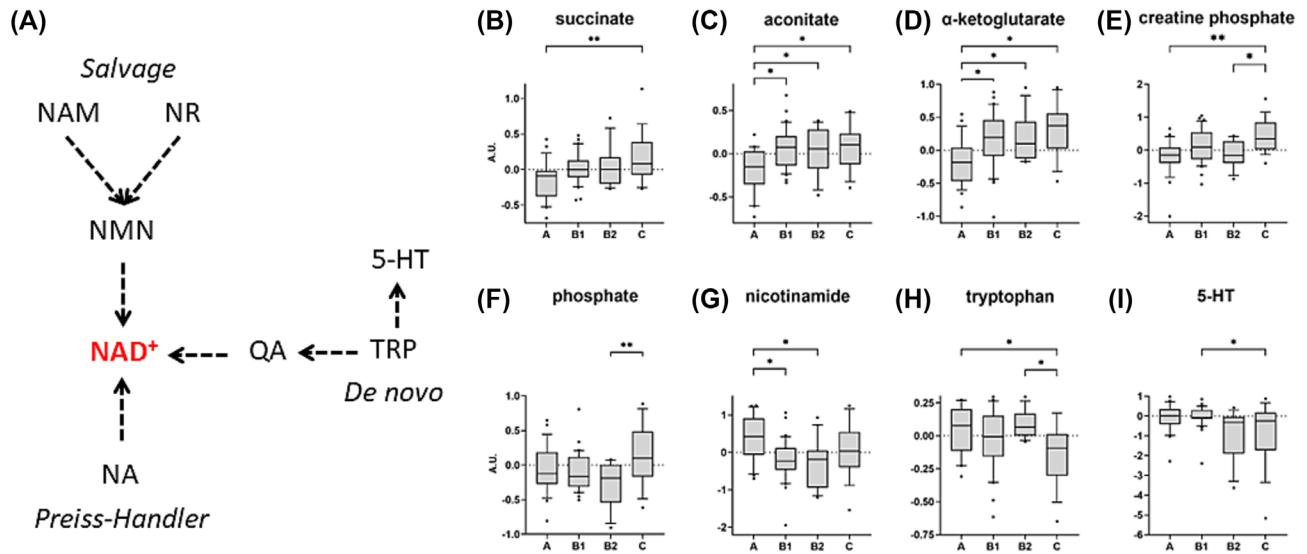 (A)
Salvage
NAM NR
NMN
5-HT
NAD+ QA TRP
De novo
NA
Preiss-Handler
(B) succinate
**
A.U.
1.0
0.5
0.0
-0.5
A B1 B2 C
(C) aconitate
*
*
*
1.0
0.5
0.0
-0.5
A B1 B2 C
(D) α-ketoglutarate
*
*
*
1.0
0.5
0.0
-0.5
-1.0
A B1 B2 C
(E) creatine phosphate
**
*
4
2
0
-2
A B1 B2 C
(F) phosphate
**
A.U.
1.0
0.5
0.0
-0.5
-1.0
A B1 B2 C
(G) nicotinamide
*
*
1
0
-1
-2
A B1 B2 C
(H) tryptophan
*
*
0.25
0.00
-0.25
-0.50
-0.75
A B1 B2 C
(I) 5-HT
*
1
0
-1
-2
-3
-4
-5
-6
A B1 B2 C